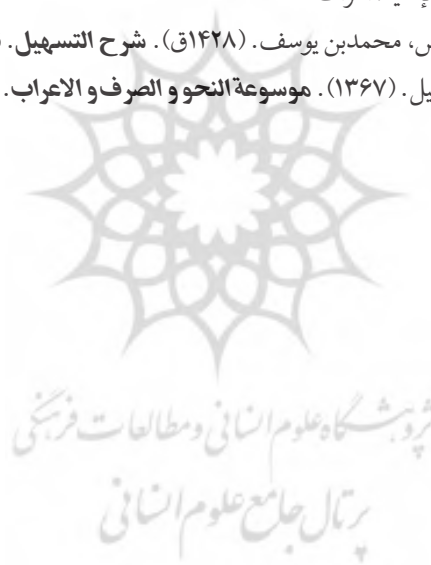 ش، محمدبن یوسف. (۱۴۲۸ق). شرح التسهیل.
یل. (۱۳۶۷). موسوعة النحو و الصرف و الاعراب.
پژوهشگاه علوم انسانی و مطالعات فرهنگی
پرتال جامع علوم انسانی